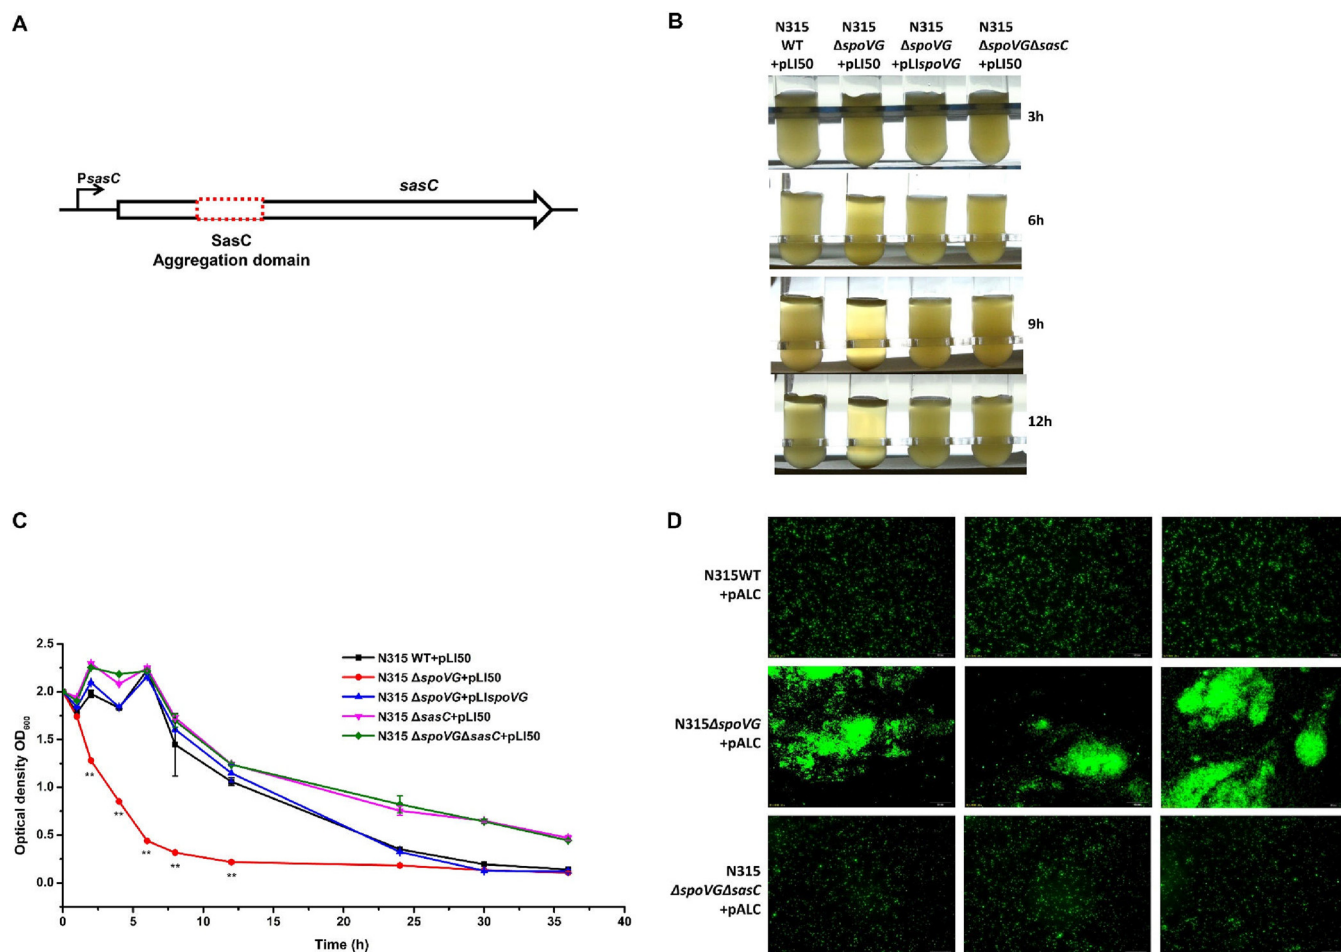 A
PsasC
sasC
SasC
Aggregation domain
B
N315 N315 N315 N315
WT ΔspoVG ΔspoVG ΔspoVGΔsasC
+pLI50 +pLI50 +pLIspoVG +pLI50
3h
6h
9h
12h
C
2.5
2.0
1.5
1.0
0.5
0.0
Optical density OD600
N315 WT+pLI50
N315 ΔspoVG+pLI50
N315 ΔspoVG+pLIspoVG
N315 ΔsasC+pLI50
N315 ΔspoVGΔsasC+pLI50
**
**
**
**
**
0 5 10 15 20 25 30 35 40
Time (h)
D
N315WT
+pALC
N315ΔspoVG
+pALC
N315
ΔspoVGΔsasC
+pALC